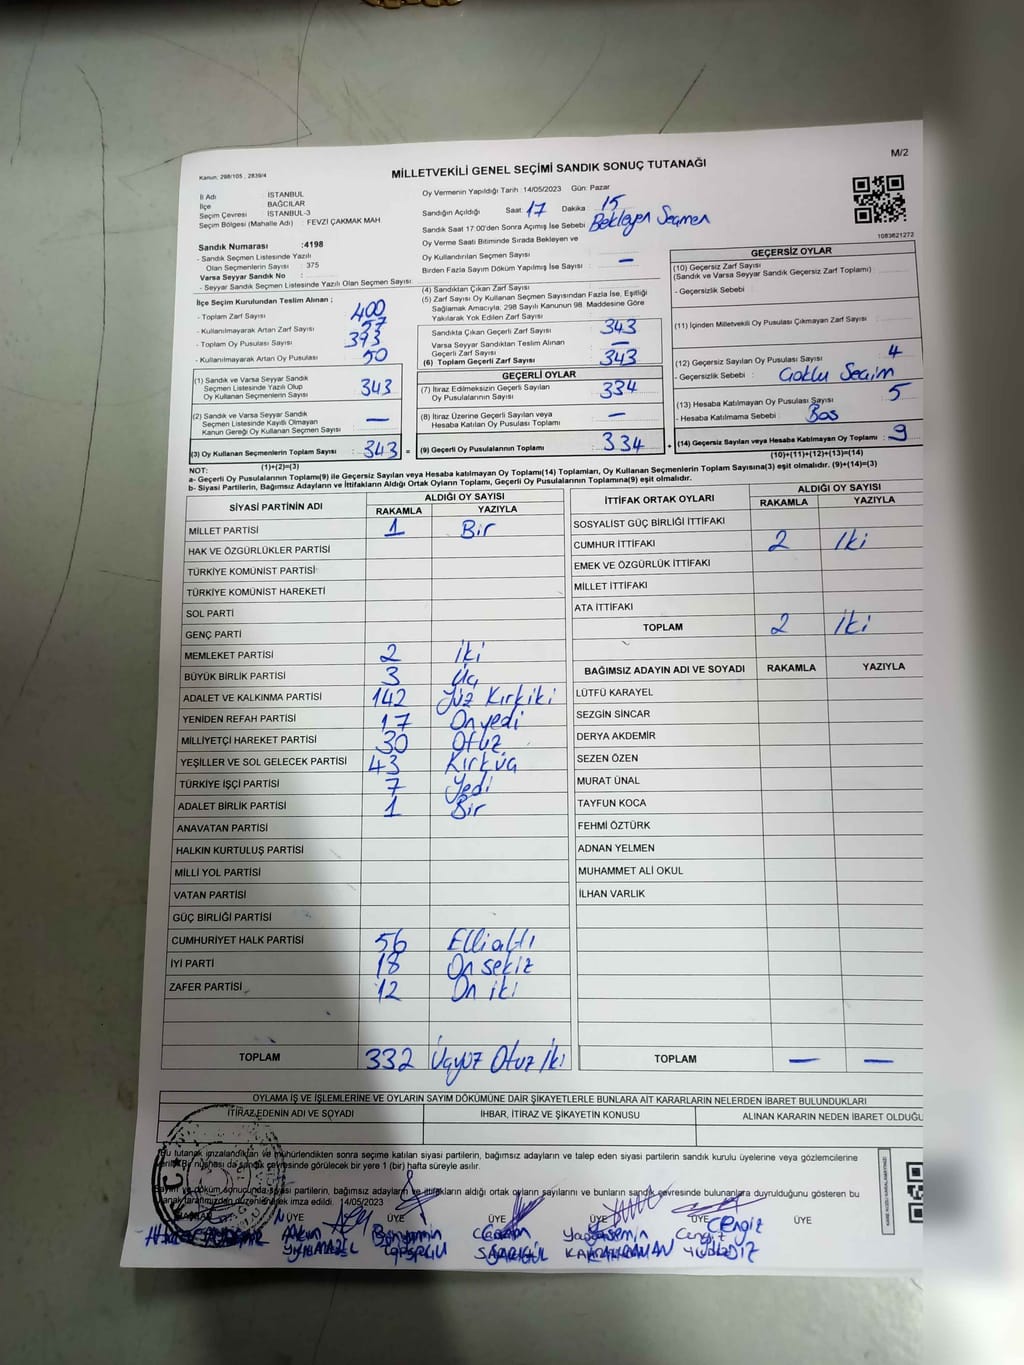 M/2
Kanun, 298/105 , 2839/4
MİLLETVEKİLİ GENEL SEÇİMİ SANDIK SONUÇ TUTANAĞI
İl Adı İSTANBUL
İlçe BAĞCILAR
Seçim Çevresi İSTANBUL-3
Seçim Bölgesi (Mahalle Adı) : FEVZİ ÇAKMAK MAH
Oy Vermenin Yapıldığı Tarih : 14/05/2023 Gün: Pazar
Sandığın Açıldığı Saat: 17 Dakika : 15
Sandık Saat 17:00'den Sonra Açımış İse Sebebi : Bekleyen Seçmen
Oy Verme Saati Bitiminde Sırada Bekleyen ve
Oy Kullandırılan Seçmen Sayısı :
Birden Fazla Sayım Döküm Yapılmış İse Sayısı : —
1083621272
Sandık Numarası :4198
- Sandık Seçmen Listesinde Yazılı
Olan Seçmenlerin Sayısı : 375
Varsa Seyyar Sandık No :
- Seyyar Sandık Seçmen Listesinde Yazılı Olan Seçmen Sayısı :
İlçe Seçim Kurulundan Teslim Alınan ;
- Toplam Zarf Sayısı : 400
- Kullanılmayarak Artan Zarf Sayısı : 57
- Toplam Oy Pusulası Sayısı : 393
- Kullanılmayarak Artan Oy Pusulası : 50
(1) Sandık ve Varsa Seyyar Sandık
Seçmen Listesinde Yazılı Olup
Oy Kullanan Seçmen Sayısı : 343
(2) Sandık ve Varsa Seyyar Sandık
Seçmen Listesinde Kayıtlı Olmayan
Kanun Gereği Oy Kullanan Seçmen Sayısı : —
(3) Oy Kullanan Seçmenlerin Toplam Sayısı : 343 =
(1)+(2)=(3)
(4) Sandıktan Çıkan Zarf Sayısı :
(5) Zarf Sayısı Oy Kullanan Seçmen Sayısından Fazla İse, Eşitliği
Sağlamak Amacıyla; 298 Sayılı Kanunun 98. Maddesine Göre
Yakılarak Yok Edilen Zarf Sayısı :
Sandıkta Çıkan Geçerli Zarf Sayısı : 343
Varsa Seyyar Sandıktan Teslim Alınan
Geçerli Zarf Sayısı : —
(6) Toplam Geçerli Zarf Sayısı : 343
GEÇERLİ OYLAR
(7) İtiraz Edilmeksizin Geçerli Sayılan
Oy Pusulasının Sayısı : 334
(8) İtiraz Üzerine Geçerli Sayılan veya
Hesaba Katılan Oy Pusulası Toplamı : —
(9) Geçerli Oy Pusulalarının Toplamı : 334 +
GEÇERSİZ OYLAR
(10) Geçersiz Zarf Sayısı
(Sandık ve Varsa Seyyar Sandık Geçersiz Zarf Toplamı) :
- Geçersizlik Sebebi :
(11) İçinden Milletvekili Oy Pusulası Çıkmayan Zarf Sayısı :
(12) Geçersiz Sayılan Oy Pusulası Sayısı : 4
- Geçersizlik Sebebi : Çoklu Seçim
(13) Hesaba Katılmayan Oy Pusulası Sayısı : 5
- Hesaba Katılmama Sebebi : Boş
(14) Geçersiz Sayılan veya Hesaba Katılmayan Oy Toplamı : 9
(10)+(11)+(12)+(13)=(14)
NOT:
a- Geçerli Oy Pusulalarının Toplamı(9) ile Geçersiz Sayılan veya Hesaba katılmayan Oy Toplamı(14) Toplamları, Oy Kullanan Seçmenlerin Toplam Sayısına(3) eşit olmalıdır. (9)+(14)=(3)
b- Siyasi Partilerin, Bağımsız Adayların ve İttifakların Aldığı Ortak Oyların Toplamı, Geçerli Oy Pusulalarının Toplamına(9) eşit olmalıdır.
SİYASİ PARTİNİN ADI ALDIĞI OY SAYISI
RAKAMLA YAZIYLA
MİLLET PARTİSİ 1 Bir
HAK VE ÖZGÜRLÜKLER PARTİSİ
TÜRKİYE KOMÜNİST PARTİSİ
TÜRKİYE KOMÜNİST HAREKETİ
SOL PARTİ
GENÇ PARTİ
MEMLEKET PARTİSİ 2 İki
BÜYÜK BİRLİK PARTİSİ 3 Üç
ADALET VE KALKINMA PARTİSİ 142 Yüz Kırkiki
YENİDEN REFAH PARTİSİ 17 Onyedi
MİLLİYETÇİ HAREKET PARTİSİ 30 Otuz
YEŞİLLER VE SOL GELECEK PARTİSİ 43 Kırküç
TÜRKİYE İŞÇİ PARTİSİ 7 Yedi
ADALET BİRLİK PARTİSİ 1 Bir
ANAVATAN PARTİSİ
HALKIN KURTULUŞ PARTİSİ
MİLLİ YOL PARTİSİ
VATAN PARTİSİ
GÜÇ BİRLİĞİ PARTİSİ
CUMHURİYET HALK PARTİSİ 56 Ellialtı
İYİ PARTİ 18 On sekiz
ZAFER PARTİSİ 12 On iki
TOPLAM 332 Üçyüz Otuz İki
İTTİFAK ORTAK OYLARI ALDIĞI OY SAYISI
RAKAMLA YAZIYLA
SOSYALİST GÜÇ BİRLİĞİ İTTİFAKI
CUMHUR İTTİFAKI 2 İki
EMEK VE ÖZGÜRLÜK İTTİFAKI
MİLLET İTTİFAKI
ATA İTTİFAKI
TOPLAM 2 İki
BAĞIMSIZ ADAYIN ADI VE SOYADI RAKAMLA YAZIYLA
LÜTFÜ KARAYEL
SEZGİN SİNCAR
DERYA AKDEMİR
SEZEN ÖZEN
MURAT ÜNAL
TAYFUN KOCA
FEHMİ ÖZTÜRK
ADNAN YELMEN
MUHAMMET ALİ OKUL
İLHAN VARLIK
TOPLAM — —
OYLAMA İŞ VE İŞLEMLERİNE VE OYLARIN SAYIM DÖKÜMÜNE DAİR ŞİKAYETLERLE BUNLARA AİT KARARLARIN NELERDEN İBARET BULUNDUKLARI
İTİRAZ EDENİN ADI VE SOYADI İHBAR, İTİRAZ VE ŞİKAYETİN KONUSU ALINAN KARARIN NEDEN İBARET OLDUĞU
Bu tutanak imzalandıktan ve mühürlendikten sonra seçime katılan siyasi partilerin, bağımsız adayların ve talep eden siyasi partilerin sandık kurulu üyelerine veya gözlemcilerine
verilir. Bir nüshası da sandık çevresinde görülecek bir yere 1 (bir) hafta süreyle asılır.
Sayım ve döküm sonucunda siyasi partilerin, bağımsız adayların ve ittifakların aldığı ortak oyların sayılarını ve bunların sandık çevresinde bulunanlara duyrulduğunu gösteren bu
tutanak tarafımızdan düzenlenerek imza edildi. 14/05/2023
ÜYE ÜYE ÜYE ÜYE ÜYE ÜYE
Akın Bünyamin Yasemin Cengiz Cengiz
SARIGÜL KAHRAMAN YILDIZ